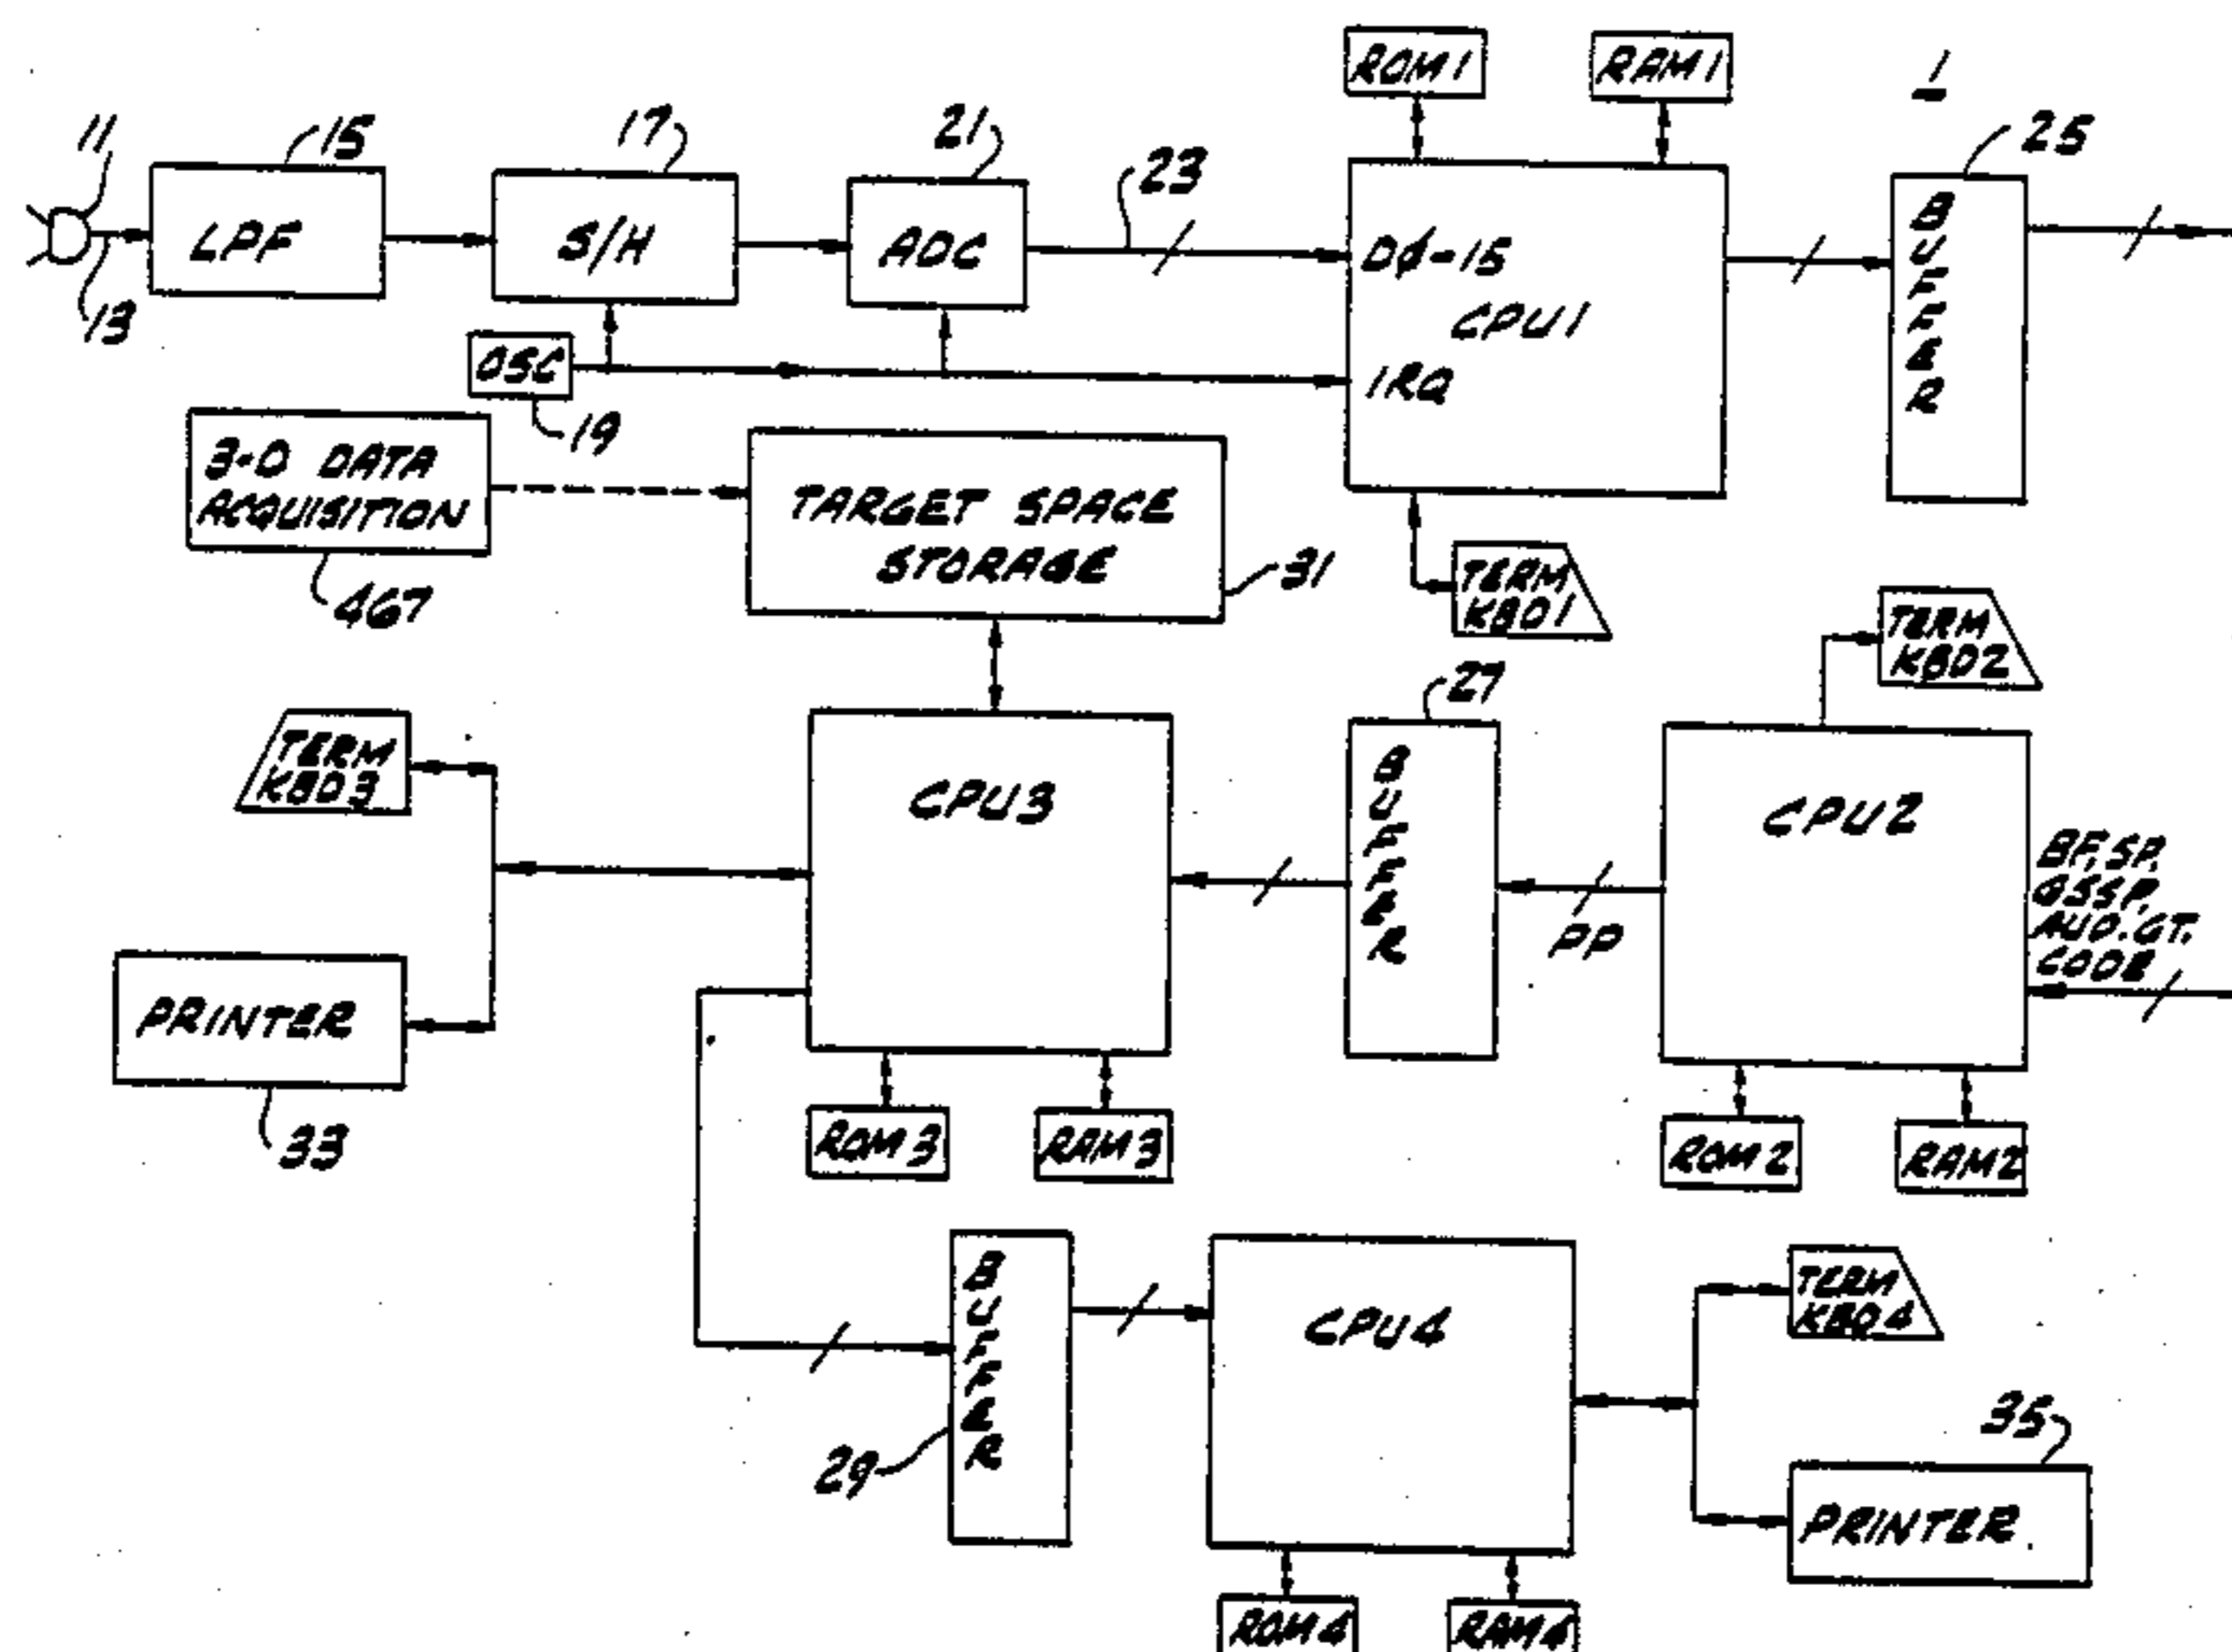 ROM1
RAM1
1
11
15
17
21
23
25
LPF
S/H
ADC
DØ-15
CPU1
IRQ
BUFFER
13
OSC
19
3-D DATA
ACQUISITION
467
TARGET SPACE
STORAGE
31
TERM
KBD1
TERM
KBD2
27
TERM
KBD3
CPU3
BUFFER
CPU2
PP
BF, SP,
GSSP,
AUD. GT.
CODE
PRINTER
33
ROM3
RAM3
ROM2
RAM2
BUFFER
29
CPU4
TERM
KBD4
35
PRINTER
ROM4
RAM4